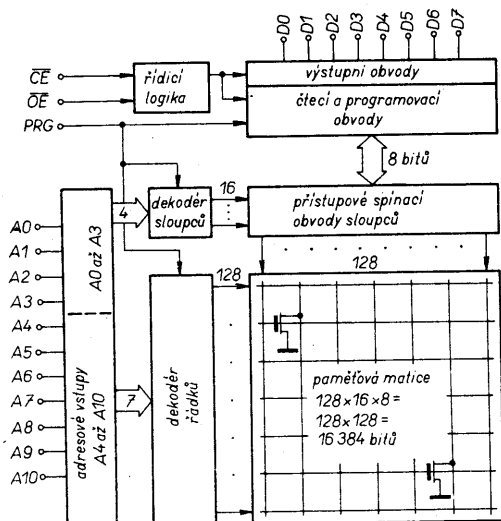 D0
D1
D2
D3
D4
D5
D6
D7
CE
OE
PRG
řídicí
logika
výstupní obvody
čtecí a programovací
obvody
8 bitů
4
dekodér
sloupců
16
přístupové spínací
obvody sloupců
128
A0
A1
A2
A3
A4
A5
A6
A7
A8
A9
A10
A0 až A3
adresové vstupy
A4 až A10
7
dekodér
řádků
128
paměťová matice
128×16×8=
128×128=
16 384 bitů